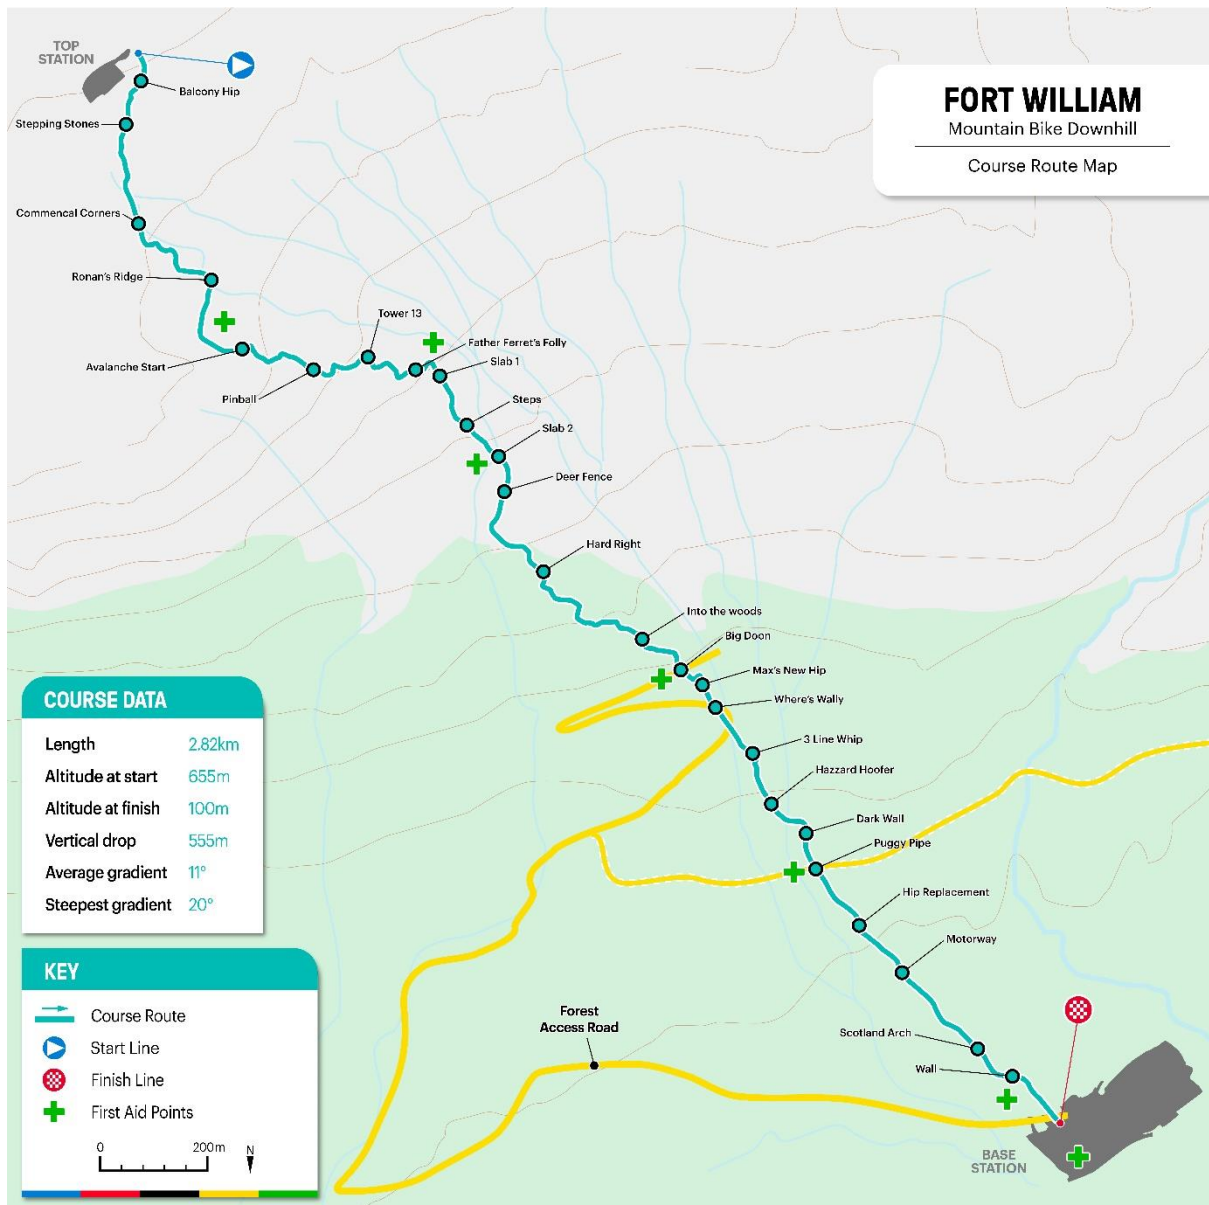 TOP
STATION
FORT WILLIAM
Mountain Bike Downhill
Course Route Map
Balcony Hip
Stepping Stones
Commencal Corners
Ronan's Ridge
Tower 13
Father Ferret's Folly
Slab 1
Avalanche Start
Pinball
Steps
Slab 2
Deer Fence
Hard Right
Into the woods
Big Doon
Max's New Hip
Where's Wally
3 Line Whip
Hazzard Hoofer
Dark Wall
Puggy Pipe
Hip Replacement
Motorway
Scotland Arch
Wall
Forest
Access Road
BASE
STATION
COURSE DATA
Length 2.82km
Altitude at start 655m
Altitude at finish 100m
Vertical drop 555m
Average gradient 11°
Steepest gradient 20°
KEY
Course Route
Start Line
Finish Line
First Aid Points
0 200m N